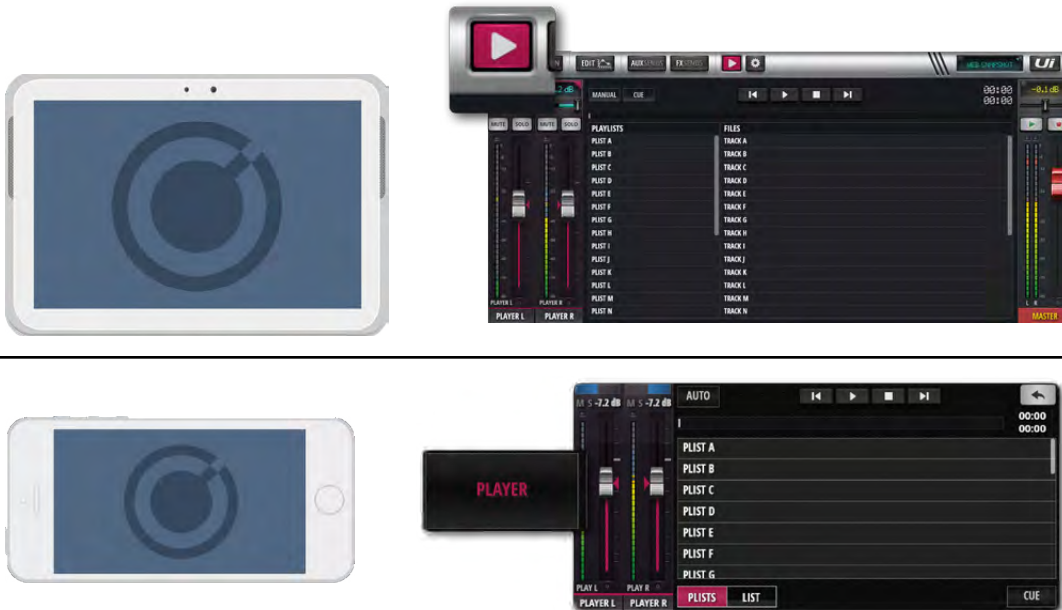 EDIT AUX SENDS FX SENDS WEB SNAPSHOT Ui
.2 dB MANUAL CUE 00:00 -0.1 dB
00:00
MUTE SOLO MUTE SOLO
PLAYLISTS FILES
PLIST A TRACK A
PLIST B TRACK B
PLIST C TRACK C
PLIST D TRACK D
PLIST E TRACK E
PLIST F TRACK F
PLIST G TRACK G
PLIST H TRACK H
PLIST I TRACK I
PLIST J TRACK J
PLIST K TRACK K
PLIST L TRACK L
PLIST M TRACK M
PLIST N TRACK N
PLAYER L PLAYER R L R
PLAYER L PLAYER R MASTER
M S -7.2 dB M S -7.2 dB AUTO
00:00
00:00
PLIST A
PLIST B
PLIST C
PLIST D
PLIST E
PLIST F
PLIST G
PLAYER
PLAY L PLAY R
PLAYER L PLAYER R PLISTS LIST CUE